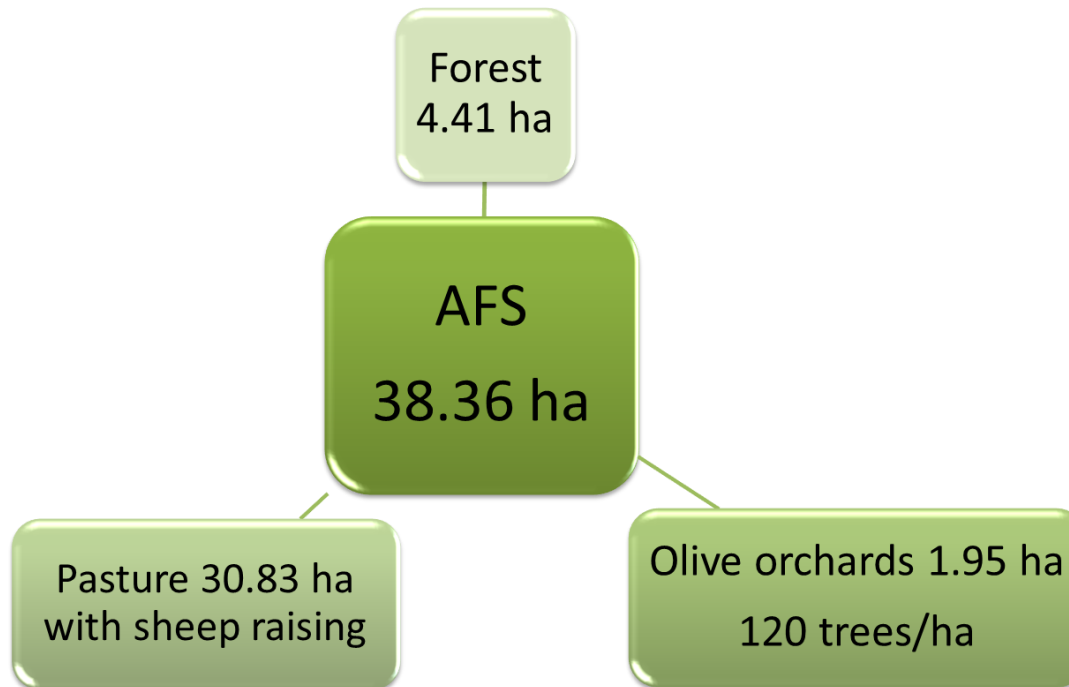 Forest
4.41 ha
AFS
38.36 ha
Pasture 30.83 ha
with sheep raising
Olive orchards 1.95 ha
120 trees/ha